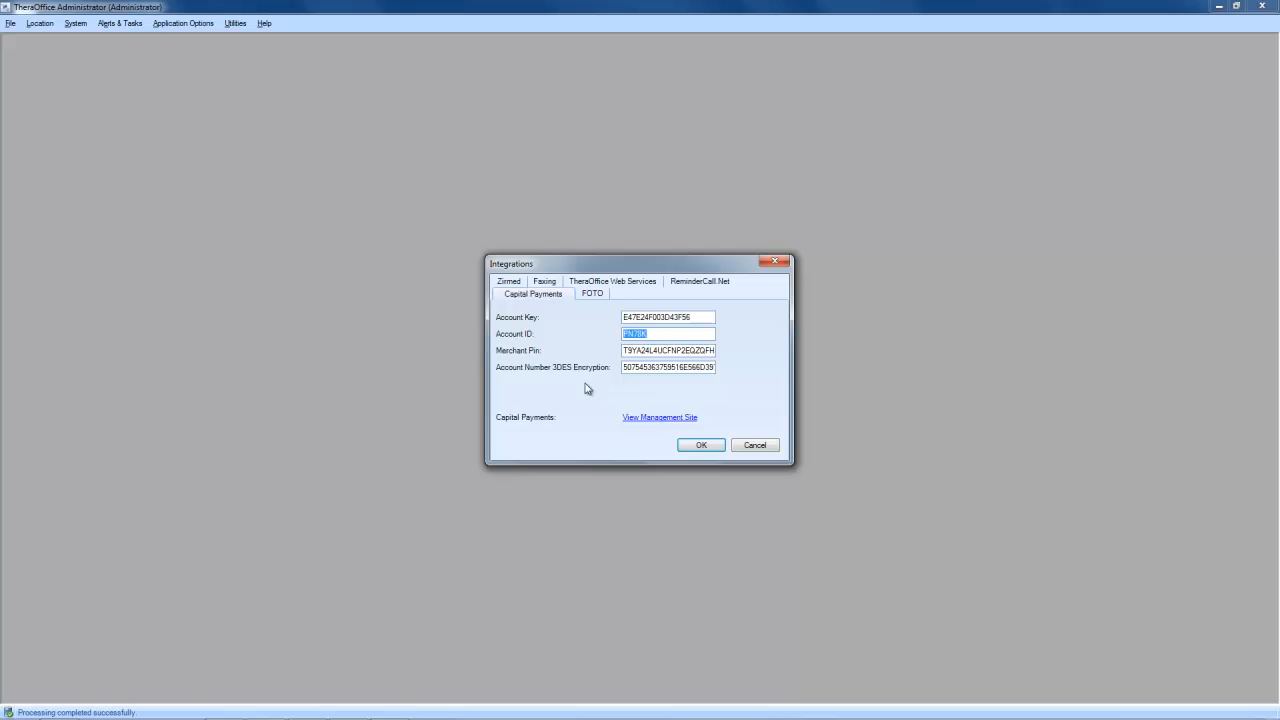 TheraOffice Administrator (Administrator)
File Location System Alerts & Tasks Application Options Utilities Help
Integrations
Zirmed Faxing TheraOffice Web Services ReminderCall.Net
Capital Payments FOTO
Account Key: E47E24F003D43F56
Account ID:
Merchant Pin: T9YA24L4UCFNP2EQZQFH
Account Number 3DES Encryption: 507545363759516E566D39
Capital Payments: View Management Site
OK Cancel
Processing completed successfully.